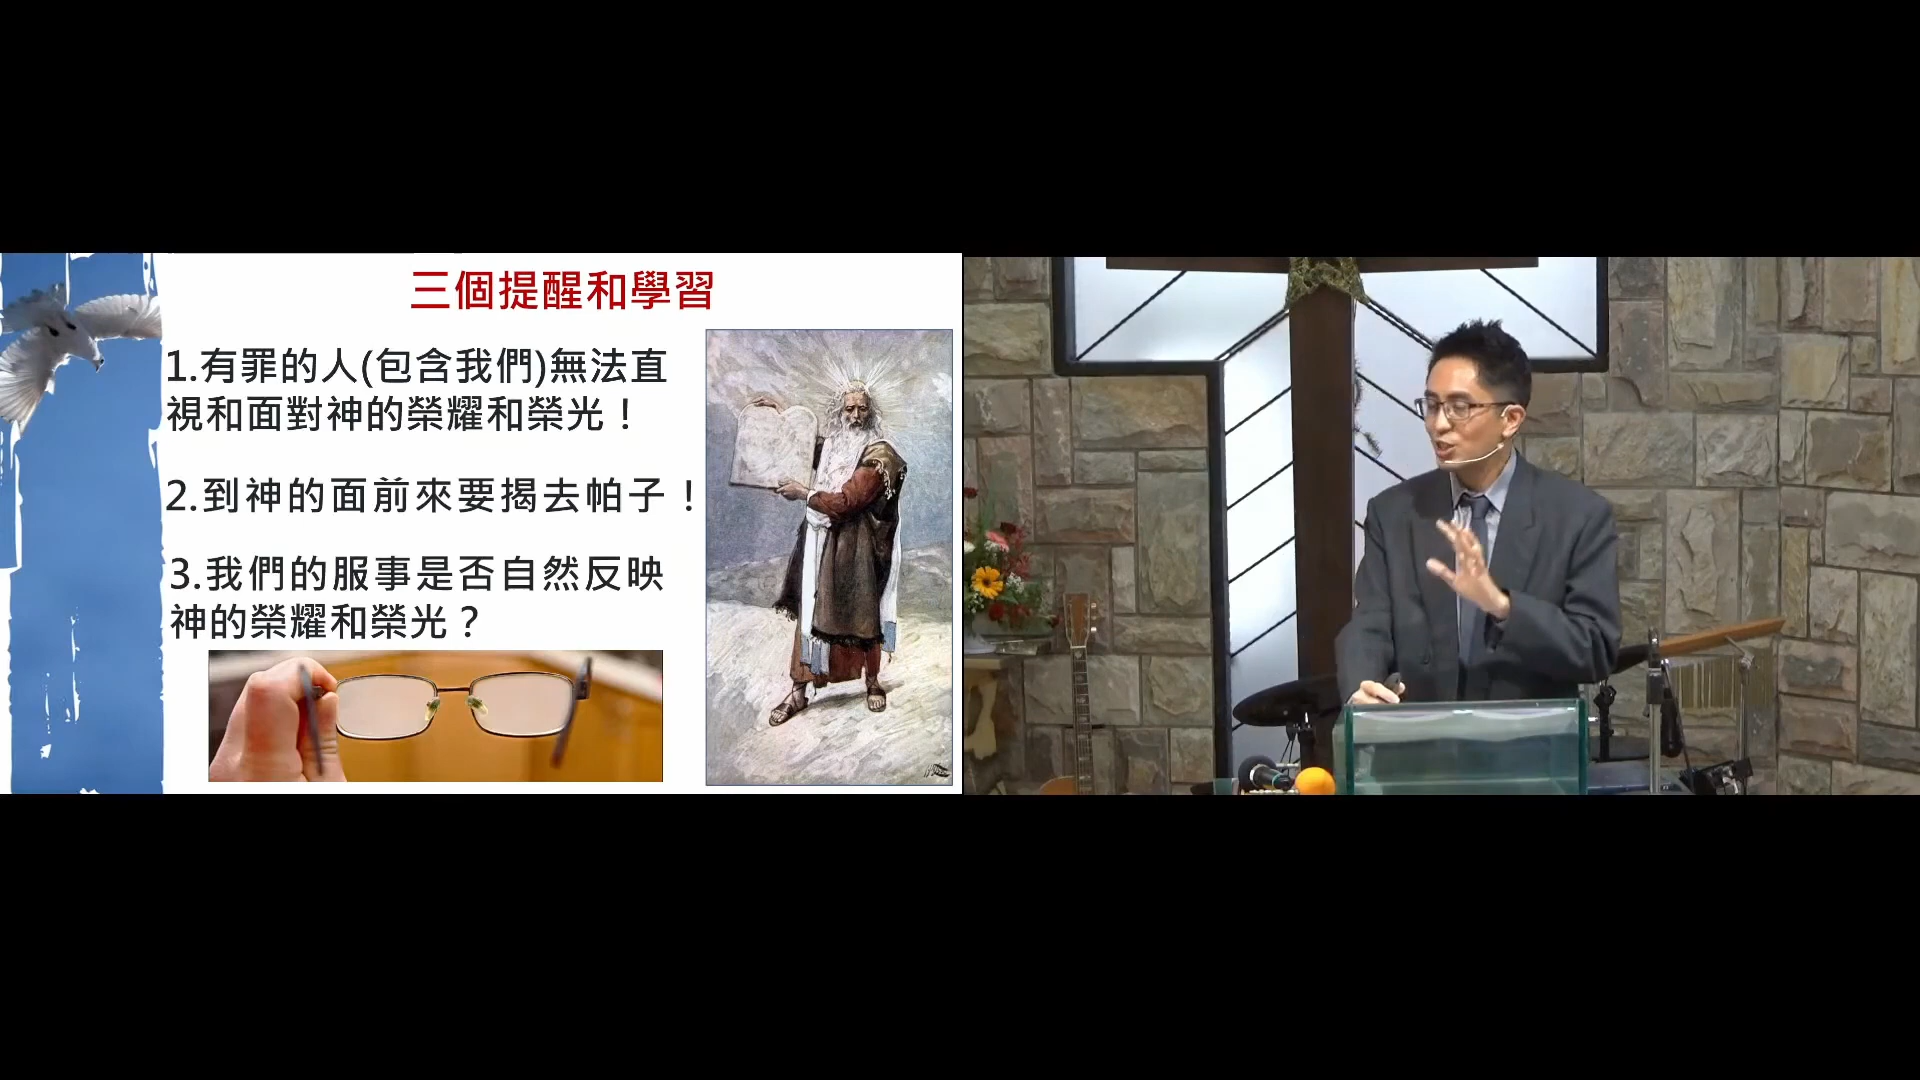 三個提醒和學習
1.有罪的人(包含我們)無法直
視和面對神的榮耀和榮光！
2.到神的面前來要揭去帕子！
3.我們的服事是否自然反映
神的榮耀和榮光？